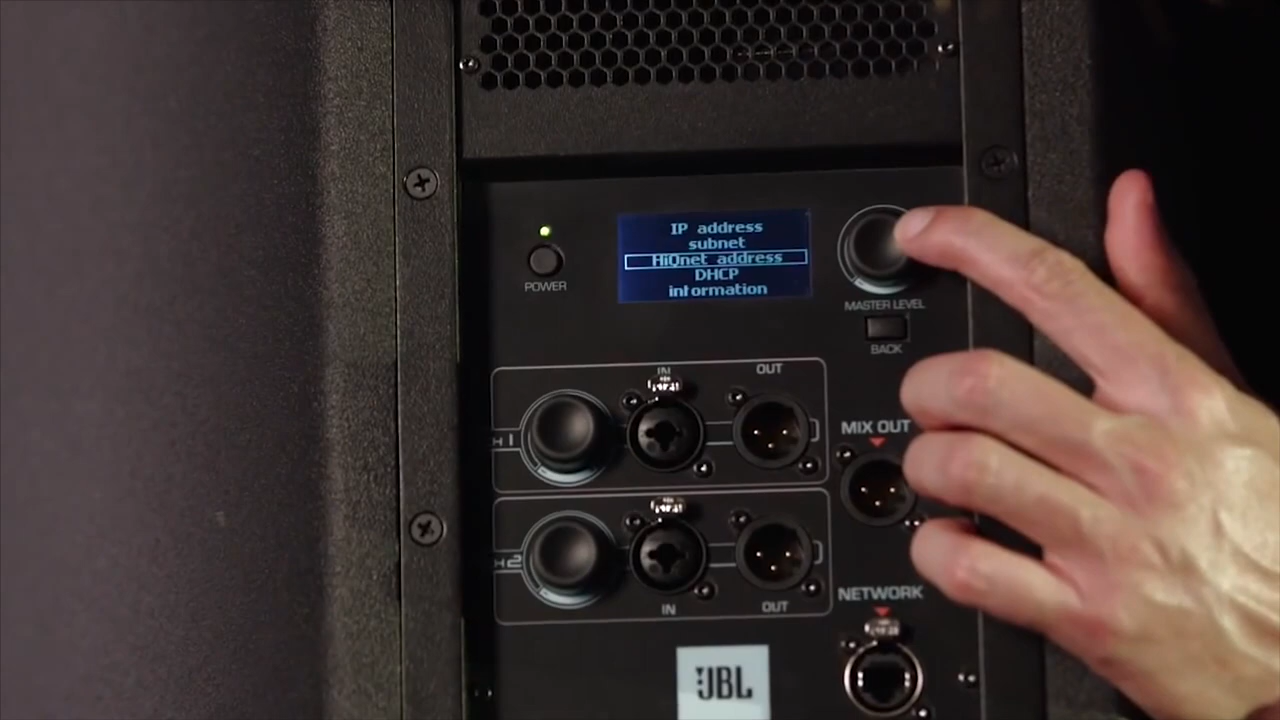 IP address
subnet
HiQnet address
DHCP
information
POWER
MASTER LEVEL
BACK
IN
OUT
MIX OUT
IN
OUT
NETWORK
JBL